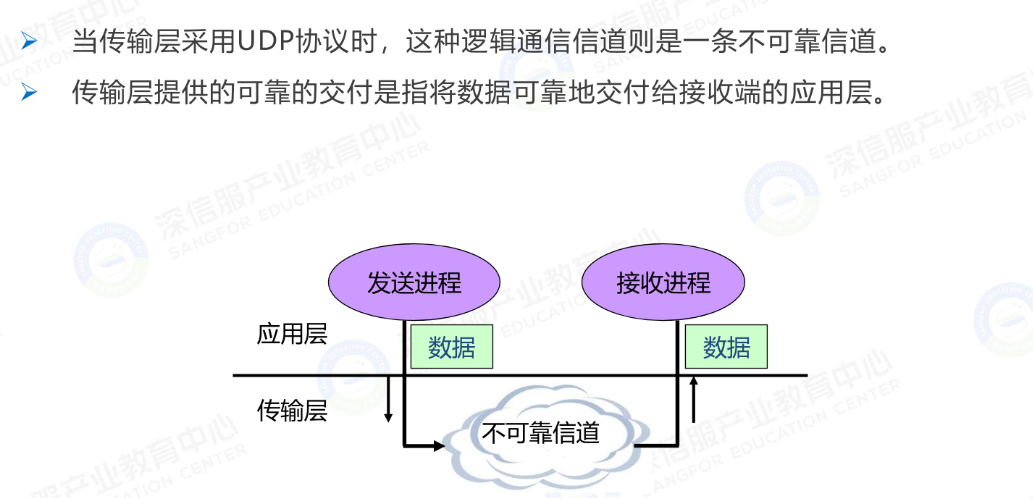 当传输层采用UDP协议时，这种逻辑通信信道则是一条不可靠信道。
传输层提供的可靠的交付是指将数据可靠地交付给接收端的应用层。
深信服产业教育中心
SANGFOR EDUCATION CENTER
发送进程
接收进程
应用层
数据
数据
传输层
不可靠信道